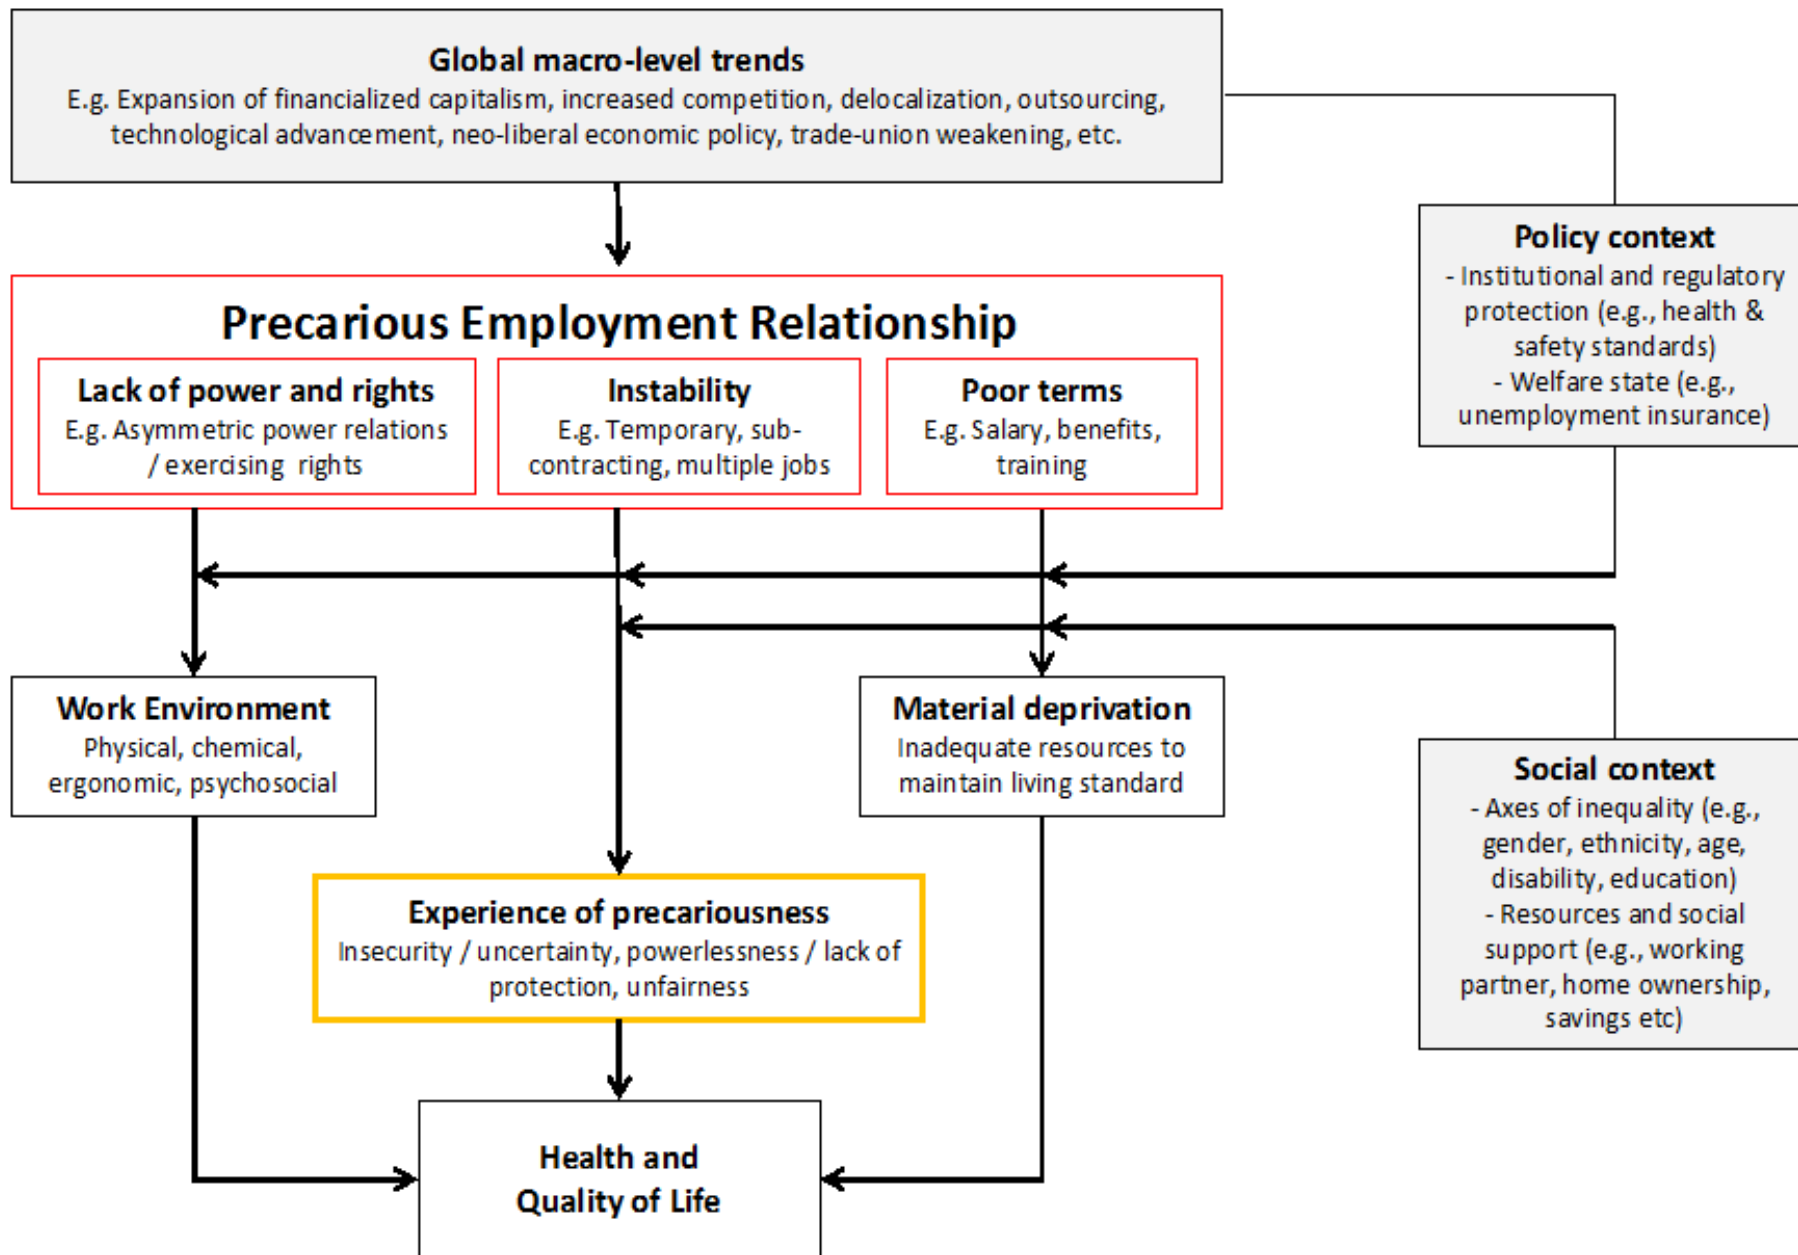 Global macro-level trends
E.g. Expansion of financialized capitalism, increased competition, delocalization, outsourcing,
technological advancement, neo-liberal economic policy, trade-union weakening, etc.
Policy context
- Institutional and regulatory
protection (e.g., health &
safety standards)
- Welfare state (e.g.,
unemployment insurance)
Precarious Employment Relationship
Lack of power and rights
E.g. Asymmetric power relations
/ exercising rights
Instability
E.g. Temporary, sub-
contracting, multiple jobs
Poor terms
E.g. Salary, benefits,
training
Work Environment
Physical, chemical,
ergonomic, psychosocial
Material deprivation
Inadequate resources to
maintain living standard
Social context
- Axes of inequality (e.g.,
gender, ethnicity, age,
disability, education)
- Resources and social
support (e.g., working
partner, home ownership,
savings etc)
Experience of precariousness
Insecurity / uncertainty, powerlessness / lack of
protection, unfairness
Health and
Quality of Life